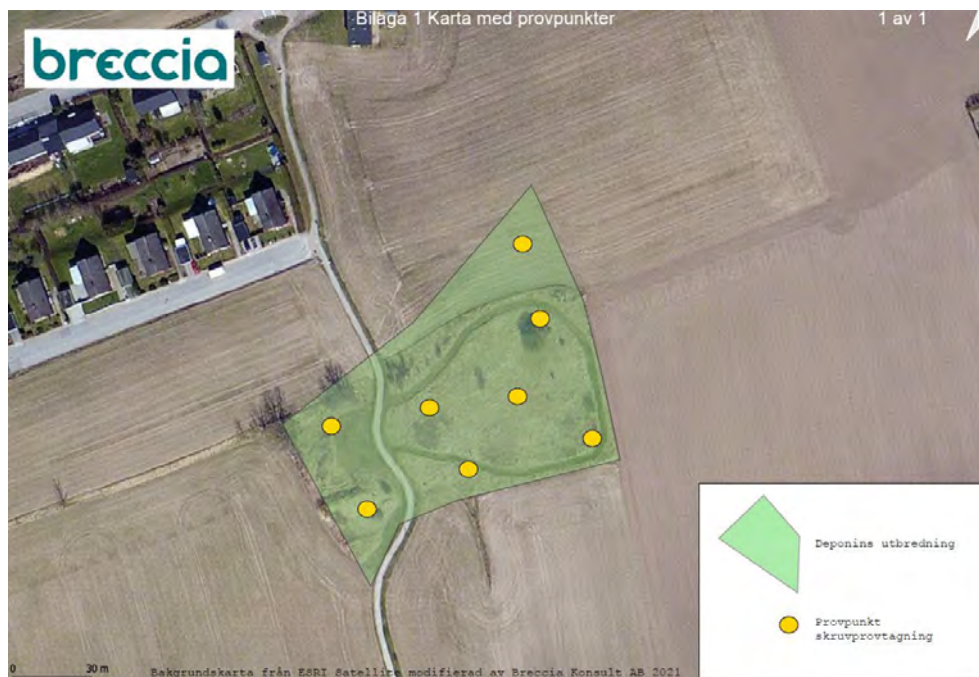 Bilaga 1 Karta med provpunkter
1 av 1
breccia
Deponins utbredning
Provpunkt
skruvprovtagning
0 30 m
Bakgrundskarta från ESRI Satellite modifierad av Breccia Konsult AB 2021